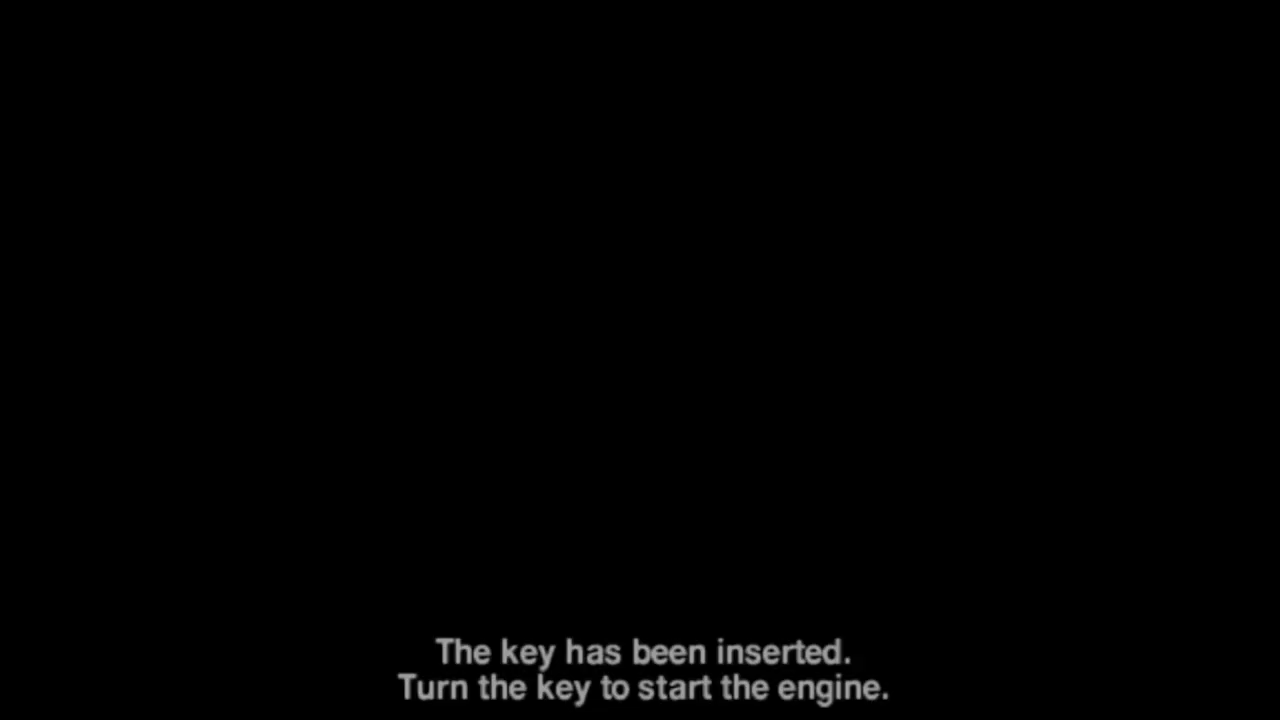 The key has been inserted.
Turn the key to start the engine.